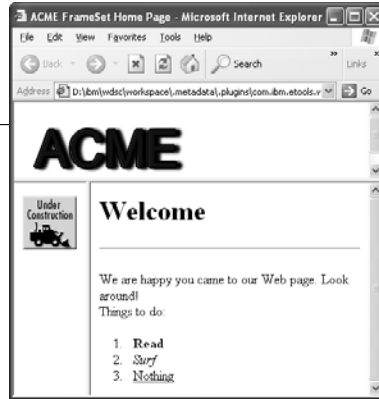 ACME FrameSet Home Page - Microsoft Internet Explorer
File Edit View Favorites Tools Help
Back Search » Links »
Address D:\ibm\wdsc\workspace\.metadata\.plugins\com.ibm.etools.v Go
ACME
Under
Construction
Welcome
We are happy you came to our Web page. Look
around!
Things to do:
1. Read
2. Surf
3. Nothing